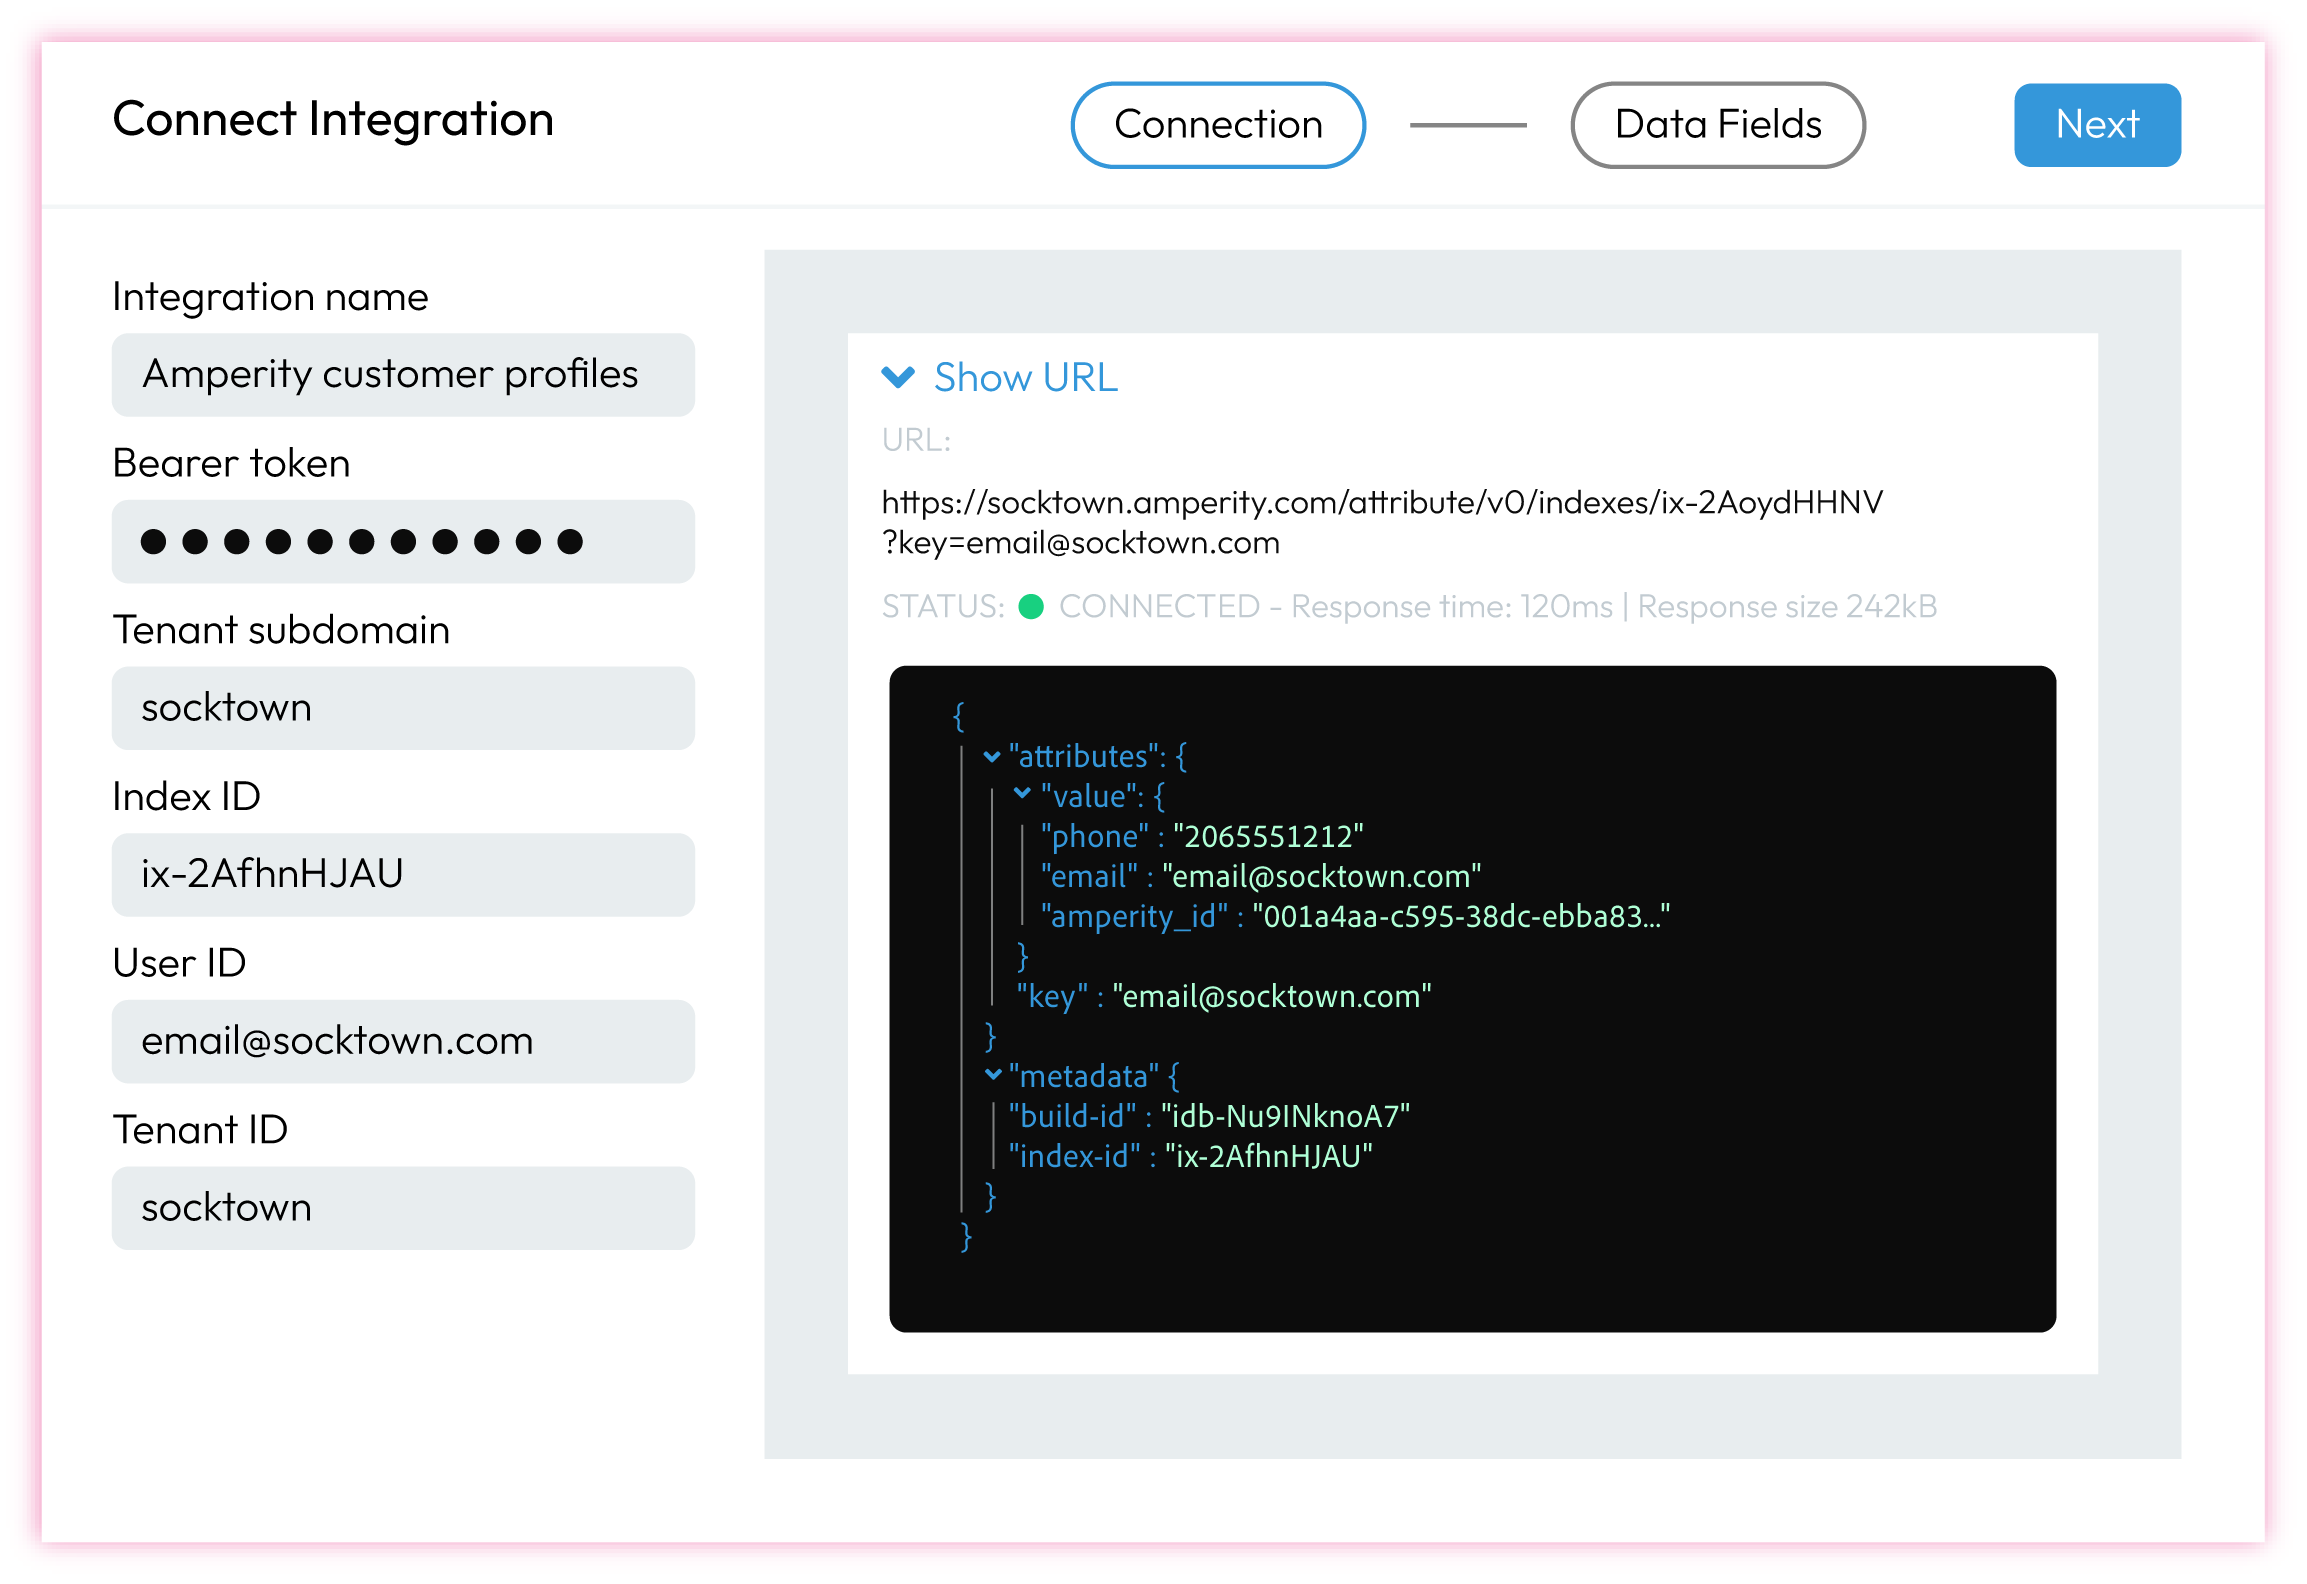 Connect Integration
Connection
Data Fields
Next
Integration name
Amperity customer profiles
Bearer token
Tenant subdomain
socktown
Index ID
ix-2AfhnHJAU
User ID
email@socktown.com
Tenant ID
socktown
Show URL
URL:
https://socktown.amperity.com/attribute/v0/indexes/ix-2AoydHHNV
?key=email@socktown.com
STATUS: CONNECTED - Response time: 120ms | Response size 242kB
{
"attributes": {
"value": {
"phone" : "2065551212"
"email" : "email@socktown.com"
"amperity_id" : "001a4aa-c595-38dc-ebba83..."
}
"key" : "email@socktown.com"
}
"metadata" {
"build-id" : "idb-Nu9INknoA7"
"index-id" : "ix-2AfhnHJAU"
}
}